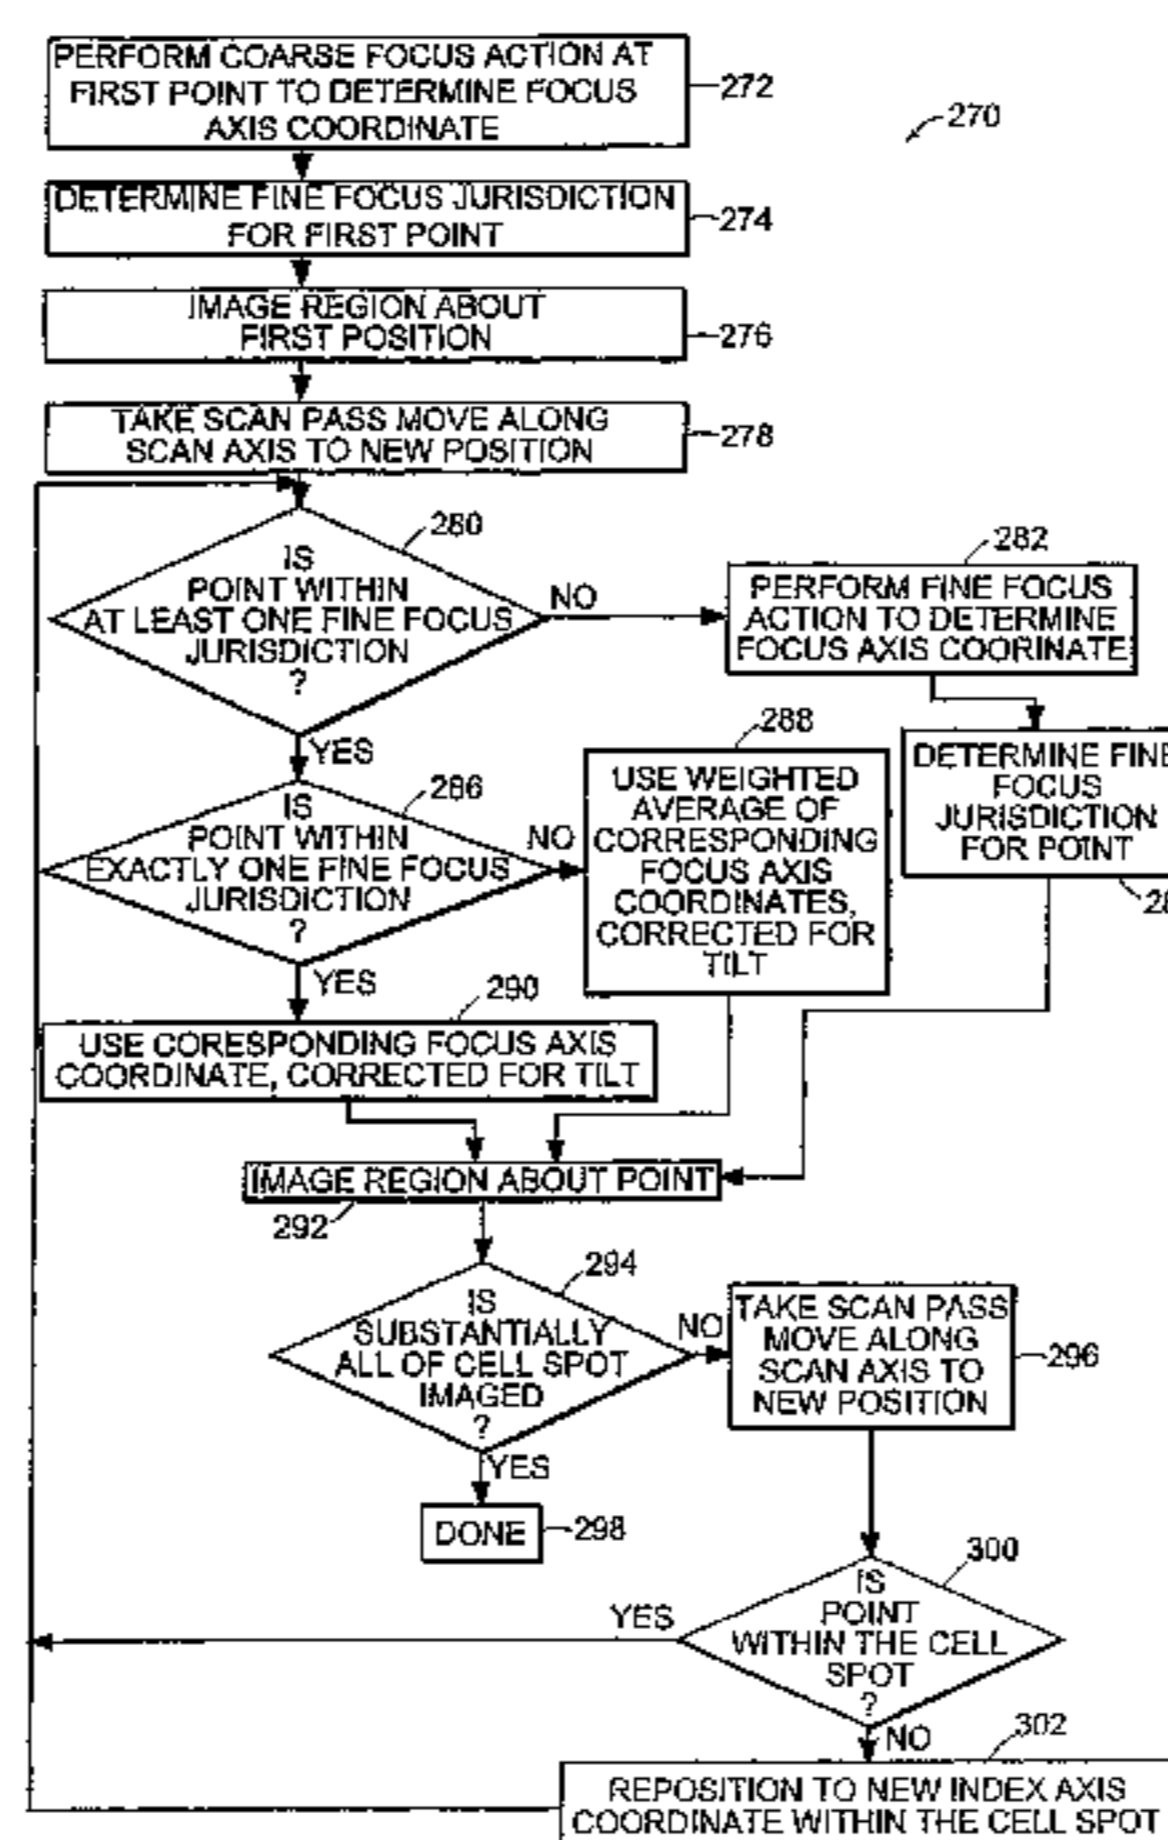 PERFORM COARSE FOCUS ACTION AT
FIRST POINT TO DETERMINE FOCUS
AXIS COORDINATE
272
270
DETERMINE FINE FOCUS JURISDICTION
FOR FIRST POINT
274
IMAGE REGION ABOUT
FIRST POSITION
276
TAKE SCAN PASS MOVE ALONG
SCAN AXIS TO NEW POSITION
278
280
IS
POINT WITHIN
AT LEAST ONE FINE FOCUS
JURISDICTION
?
NO
YES
282
PERFORM FINE FOCUS
ACTION TO DETERMINE
FOCUS AXIS COORINATE
DETERMINE FINE
FOCUS
JURISDICTION
FOR POINT
286
IS
POINT WITHIN
EXACTLY ONE FINE FOCUS
JURISDICTION
?
NO
YES
288
USE WEIGHTED
AVERAGE OF
CORRESPONDING
FOCUS AXIS
COORDINATES,
CORRECTED FOR
TILT
290
USE CORESPONDING FOCUS AXIS
COORDINATE, CORRECTED FOR TILT
IMAGE REGION ABOUT POINT
292
294
IS
SUBSTANTIALLY
ALL OF CELL SPOT
IMAGED
?
NO
YES
TAKE SCAN PASS
MOVE ALONG
SCAN AXIS TO
NEW POSITION
296
DONE
298
300
IS
POINT
WITHIN THE CELL
SPOT
?
YES
NO
302
REPOSITION TO NEW INDEX AXIS
COORDINATE WITHIN THE CELL SPOT